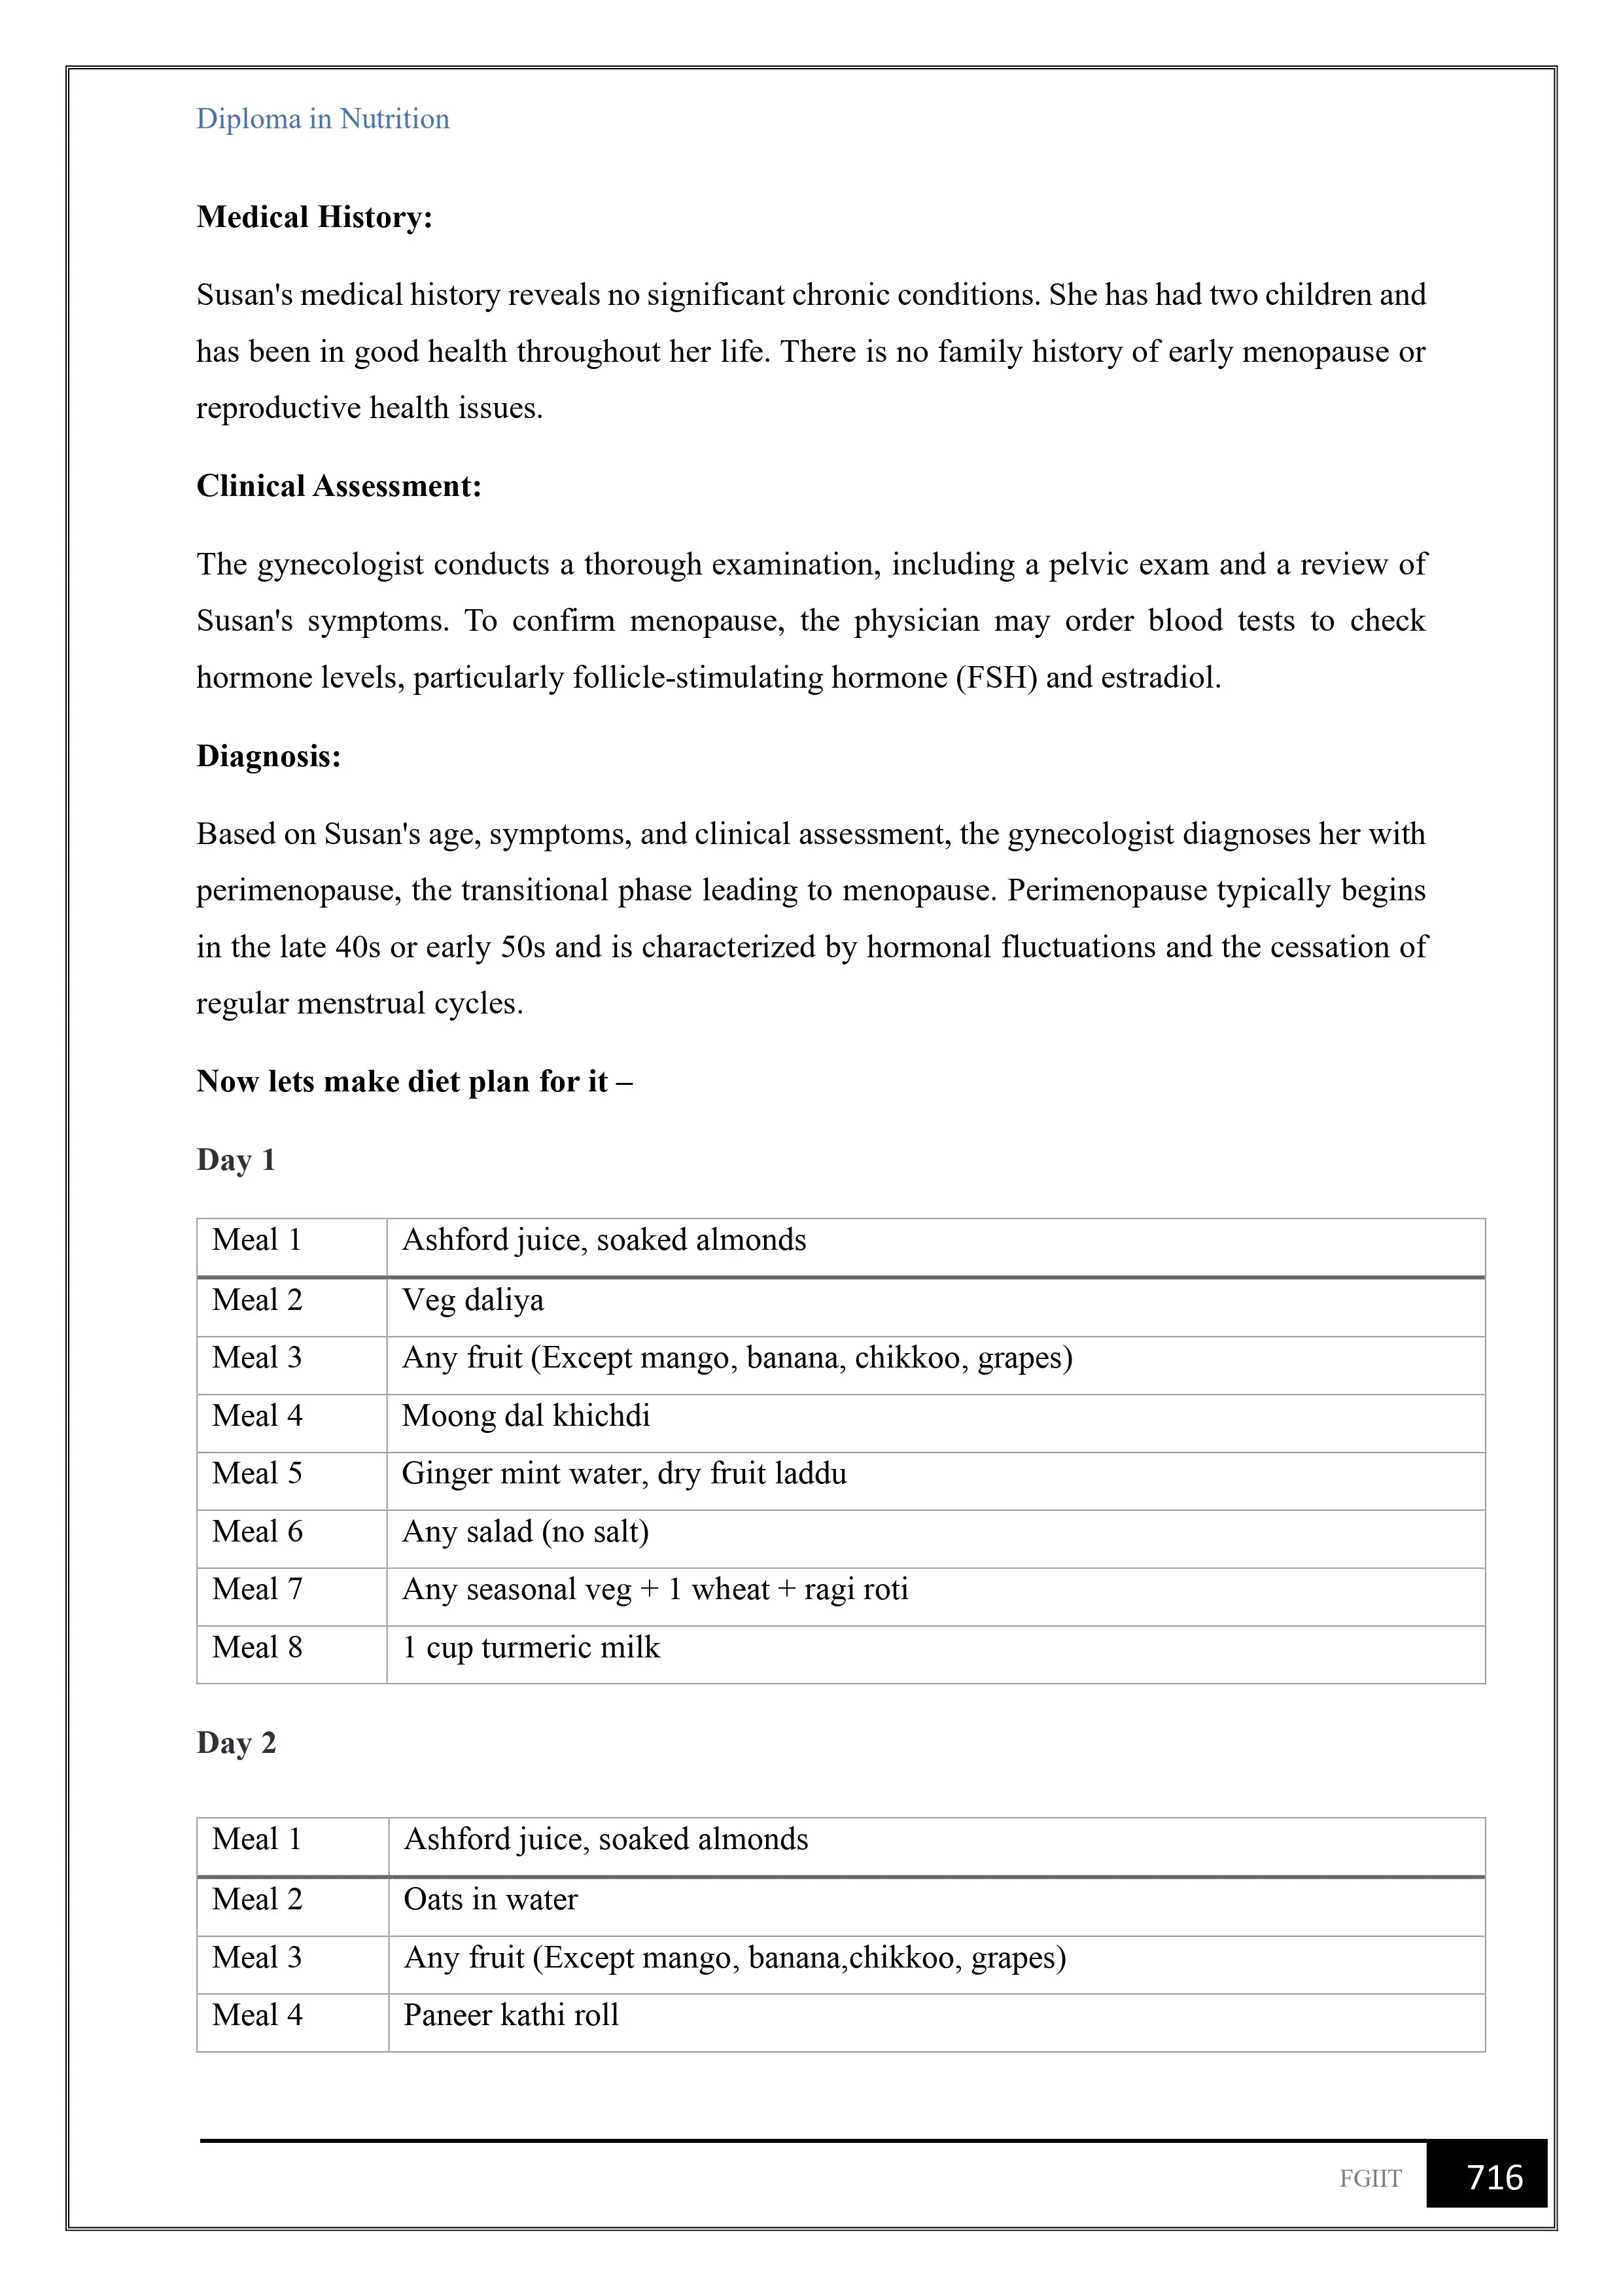 Diploma in Nutrition
Medical History:
Susan's medical history reveals no significant chronic conditions. She has had two children and
has been in good health throughout her life. There is no family history of early menopause or
reproductive health issues.
Clinical Assessment:
The gynecologist conducts a thorough examination, including a pelvic exam and a review of
Susan's symptoms. To confirm menopause, the physician may order blood tests to check
hormone levels, particularly follicle-stimulating hormone (FSH) and estradiol.
Diagnosis:
Based on Susan's age, symptoms, and clinical assessment, the gynecologist diagnoses her with
perimenopause, the transitional phase leading to menopause. Perimenopause typically begins
in the late 40s or early 50s and is characterized by hormonal fluctuations and the cessation of
regular menstrual cycles.
Now lets make diet plan for it –
Day 1
Meal 1 Ashford juice, soaked almonds
Meal 2 Veg daliya
Meal 3 Any fruit (Except mango, banana, chikkoo, grapes)
Meal 4 Moong dal khichdi
Meal 5 Ginger mint water, dry fruit laddu
Meal 6 Any salad (no salt)
Meal 7 Any seasonal veg + 1 wheat + ragi roti
Meal 8 1 cup turmeric milk
Day 2
Meal 1 Ashford juice, soaked almonds
Meal 2 Oats in water
Meal 3 Any fruit (Except mango, banana,chikkoo, grapes)
Meal 4 Paneer kathi roll
FGIIT 716